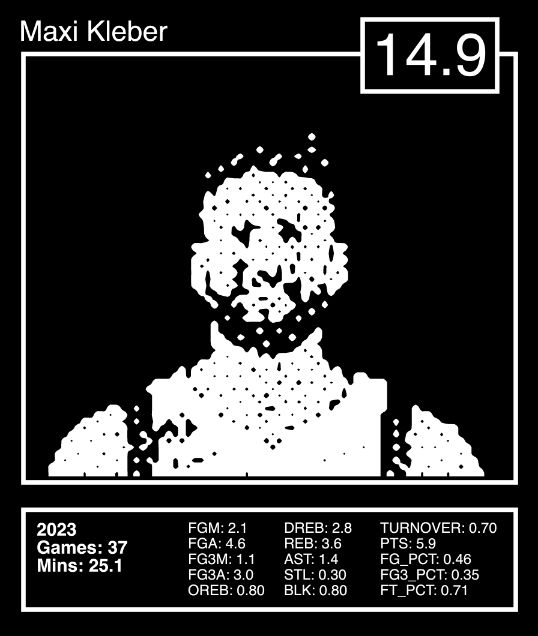 Maxi Kleber
14.9
2023
Games: 37
Mins: 25.1
FGM: 2.1
FGA: 4.6
FG3M: 1.1
FG3A: 3.0
OREB: 0.80
DREB: 2.8
REB: 3.6
AST: 1.4
STL: 0.30
BLK: 0.80
TURNOVER: 0.70
PTS: 5.9
FG_PCT: 0.46
FG3_PCT: 0.35
FT_PCT: 0.71